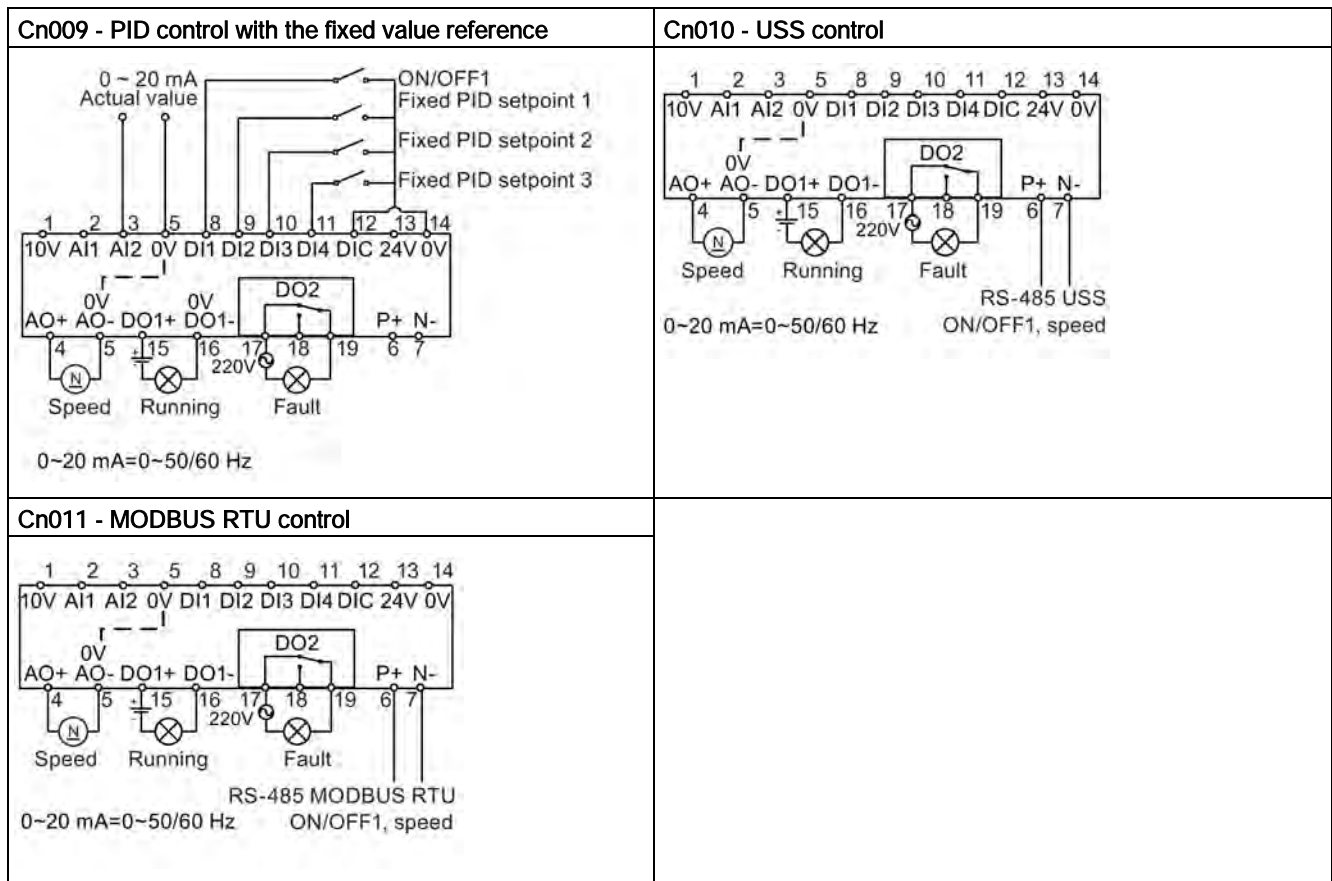 Cn009 - PID control with the fixed value reference
0 ~ 20 mA
Actual value
ON/OFF1
Fixed PID setpoint 1
Fixed PID setpoint 2
Fixed PID setpoint 3
1 2 3 5 8 9 10 11 12 13 14
10V AI1 AI2 0V DI1 DI2 DI3 DI4 DIC 24V 0V
DO2
0V 0V
AO+ AO- DO1+ DO1- P+ N-
4 5 + 15 16 17 18 19 6 7
- 220V
N
Speed Running Fault
0~20 mA=0~50/60 Hz
Cn010 - USS control
1 2 3 5 8 9 10 11 12 13 14
10V AI1 AI2 0V DI1 DI2 DI3 DI4 DIC 24V 0V
DO2
0V
AO+ AO- DO1+ DO1- P+ N-
4 5 + 15 16 17 18 19 6 7
- 220V
N
Speed Running Fault
RS-485 USS
0~20 mA=0~50/60 Hz ON/OFF1, speed
Cn011 - MODBUS RTU control
1 2 3 5 8 9 10 11 12 13 14
10V AI1 AI2 0V DI1 DI2 DI3 DI4 DIC 24V 0V
DO2
0V
AO+ AO- DO1+ DO1- P+ N-
4 5 + 15 16 17 18 19 6 7
- 220V
N
Speed Running Fault
RS-485 MODBUS RTU
0~20 mA=0~50/60 Hz ON/OFF1, speed